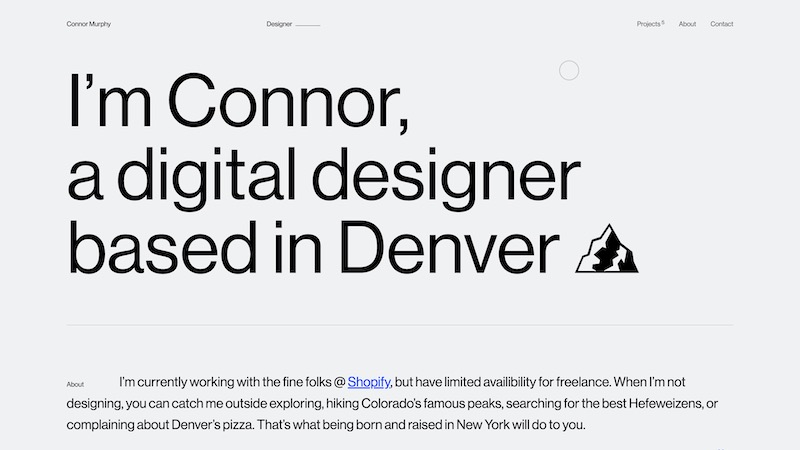 Connor Murphy
Designer
Projects 6
About
Contact
I’m Connor,
a digital designer
based in Denver
About
I’m currently working with the fine folks @ Shopify, but have limited availibility for freelance. When I’m not
designing, you can catch me outside exploring, hiking Colorado’s famous peaks, searching for the best Hefeweizens, or
complaining about Denver’s pizza. That’s what being born and raised in New York will do to you.